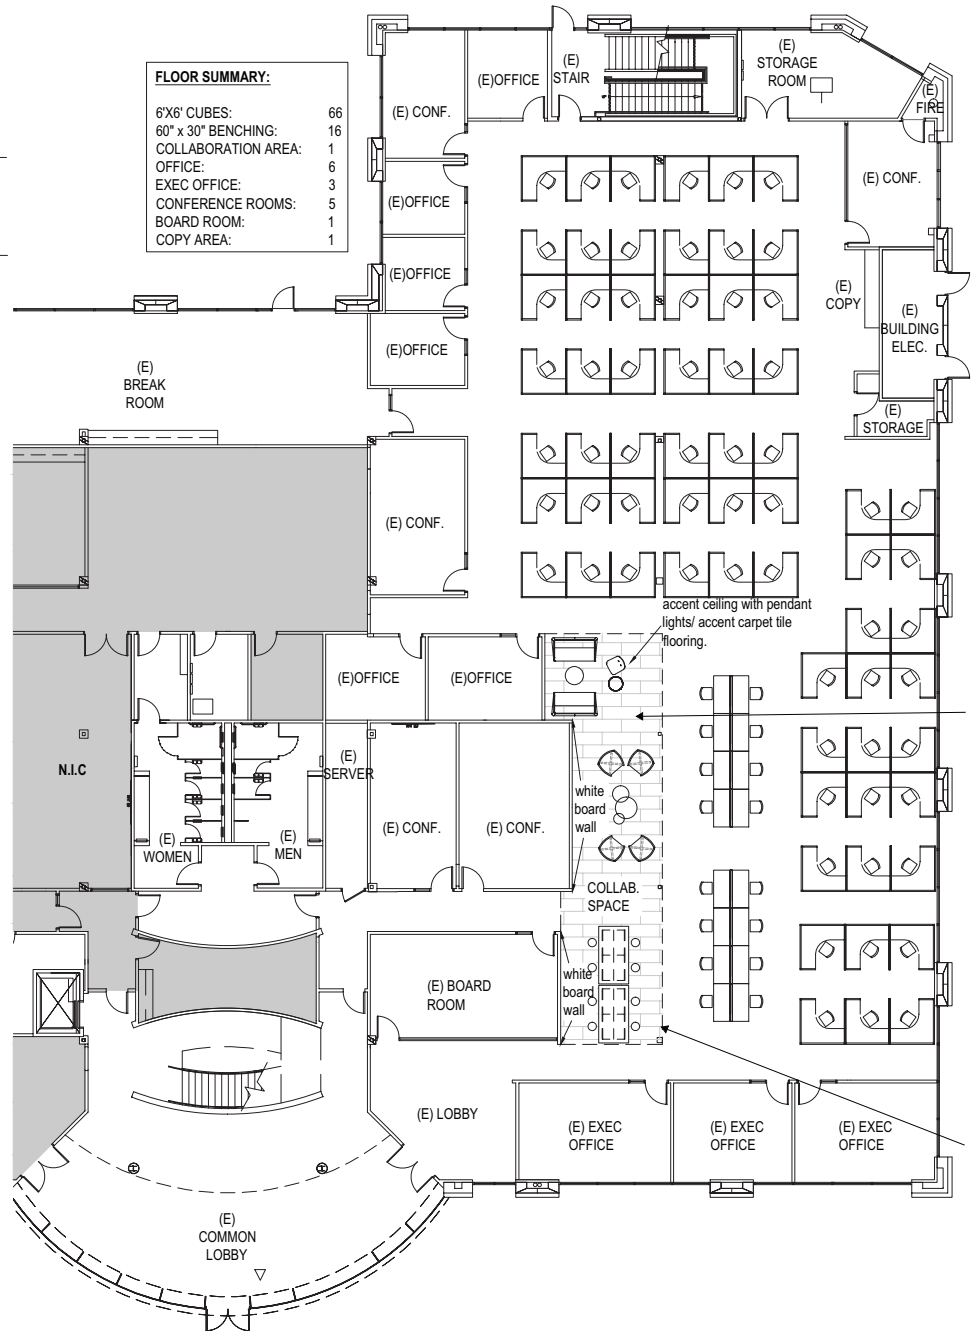 FLOOR SUMMARY:
6'X6' CUBES: 66
60" x 30" BENCHING: 16
COLLABORATION AREA: 1
OFFICE: 6
EXEC OFFICE: 3
CONFERENCE ROOMS: 5
BOARD ROOM: 1
COPY AREA: 1
(E) CONF.
(E)OFFICE
(E)
STAIR
(E)
STORAGE
ROOM
(E)
FIRE
(E) CONF.
(E)OFFICE
(E)OFFICE
(E)OFFICE
(E)
COPY
(E)
BUILDING
ELEC.
(E)
STORAGE
(E)
BREAK
ROOM
(E) CONF.
accent ceiling with pendant
lights/ accent carpet tile
flooring.
(E)OFFICE
(E)OFFICE
N.I.C
(E)
SERVER
(E)
WOMEN
(E)
MEN
(E) CONF.
(E) CONF.
white
board
wall
COLLAB.
SPACE
(E) BOARD
ROOM
white
board
wall
(E) LOBBY
(E) EXEC
OFFICE
(E) EXEC
OFFICE
(E) EXEC
OFFICE
(E)
COMMON
LOBBY